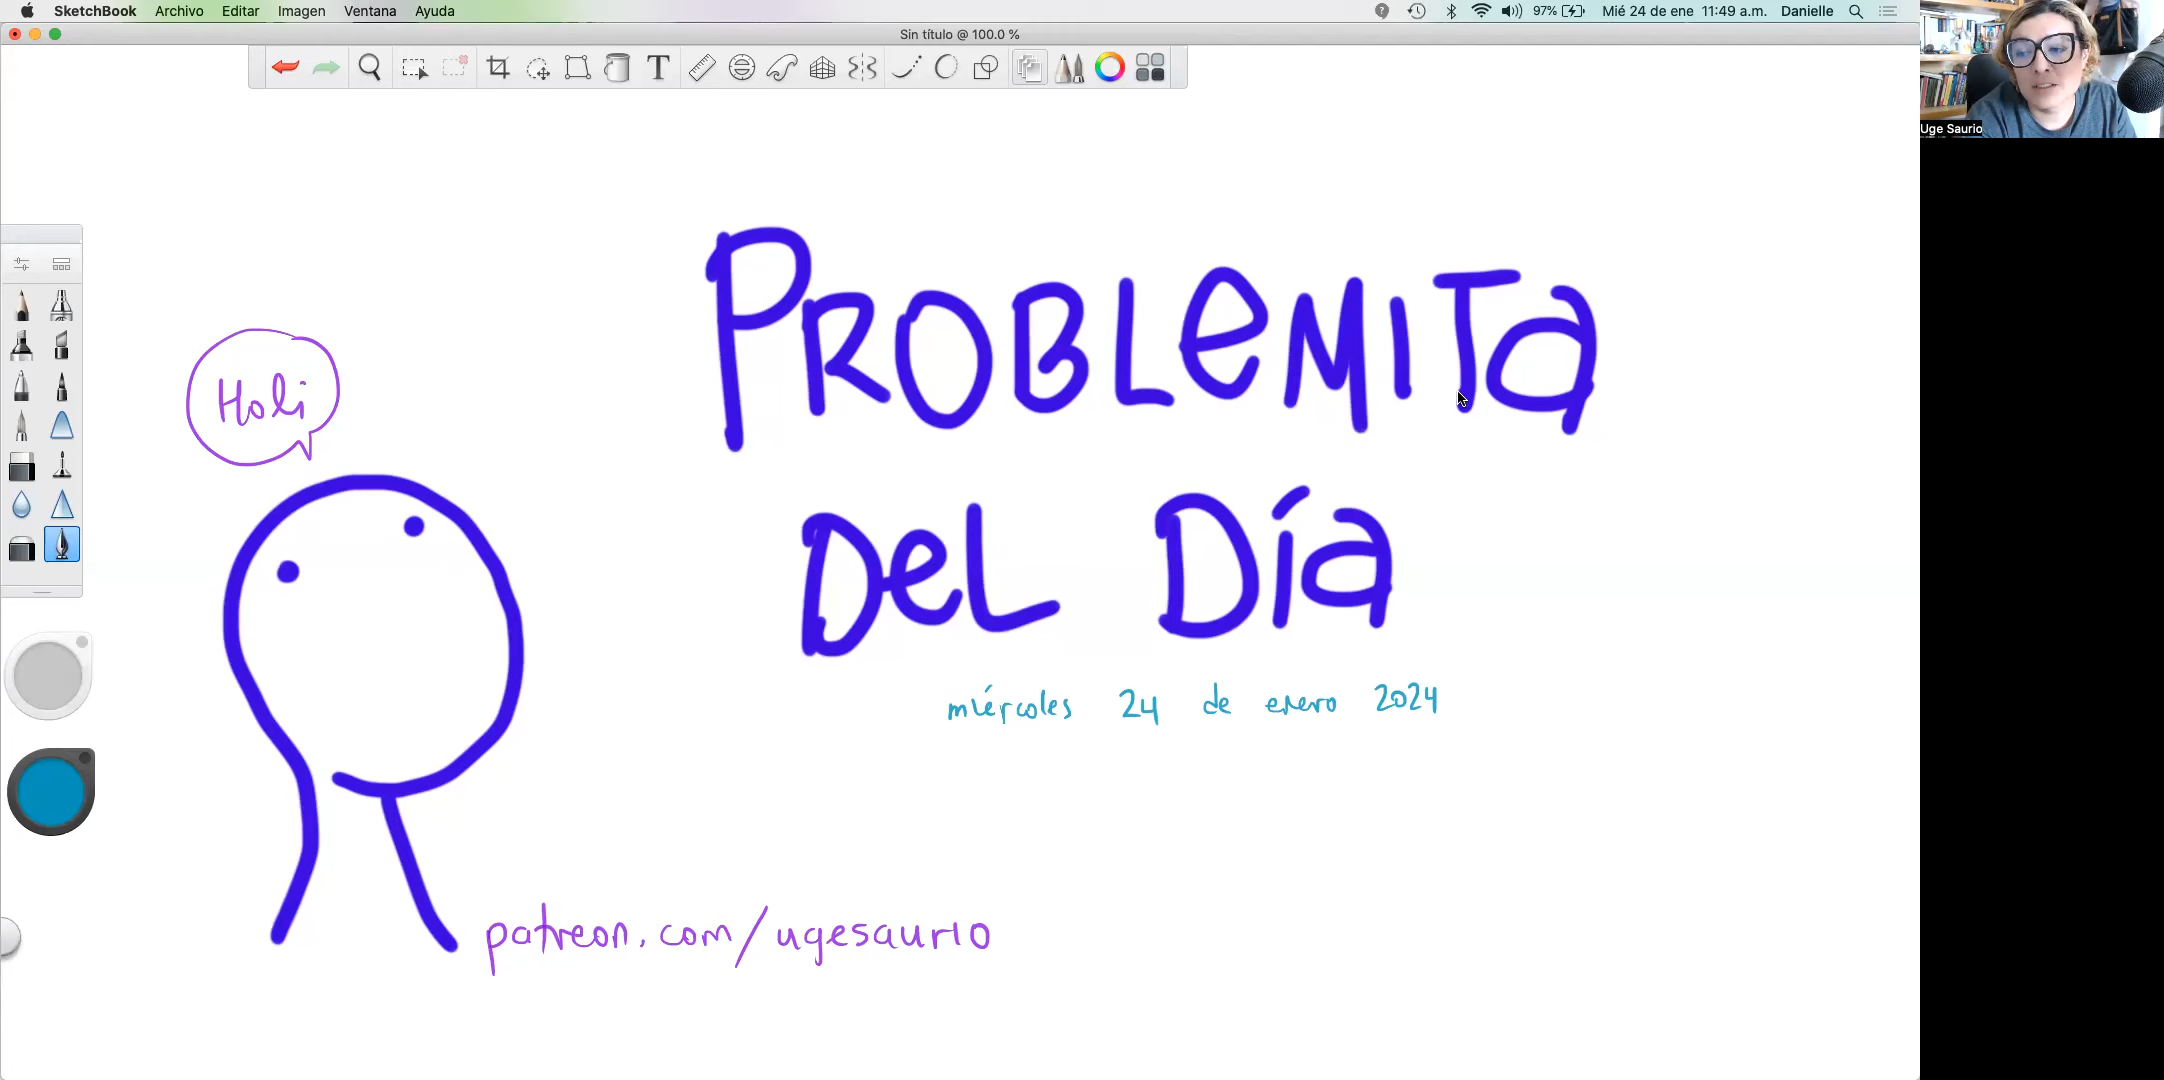 SketchBook Archivo Editar Imagen Ventana Ayuda
97% Mié 24 de ene 11:49 a.m. Danielle
Sin título @ 100.0 %
Uge Saurio
Holi
PROBLeMITa
DeL Día
miércoles 24 de enero 2024
patreon.com/ugesaurio